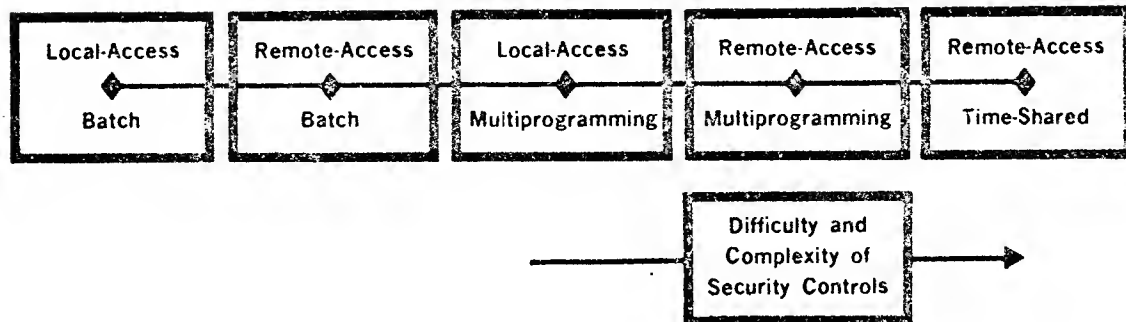 Local-Access
Batch
Remote-Access
Batch
Local-Access
Multiprogramming
Remote-Access
Multiprogramming
Remote-Access
Time-Shared
Difficulty and
Complexity of
Security Controls